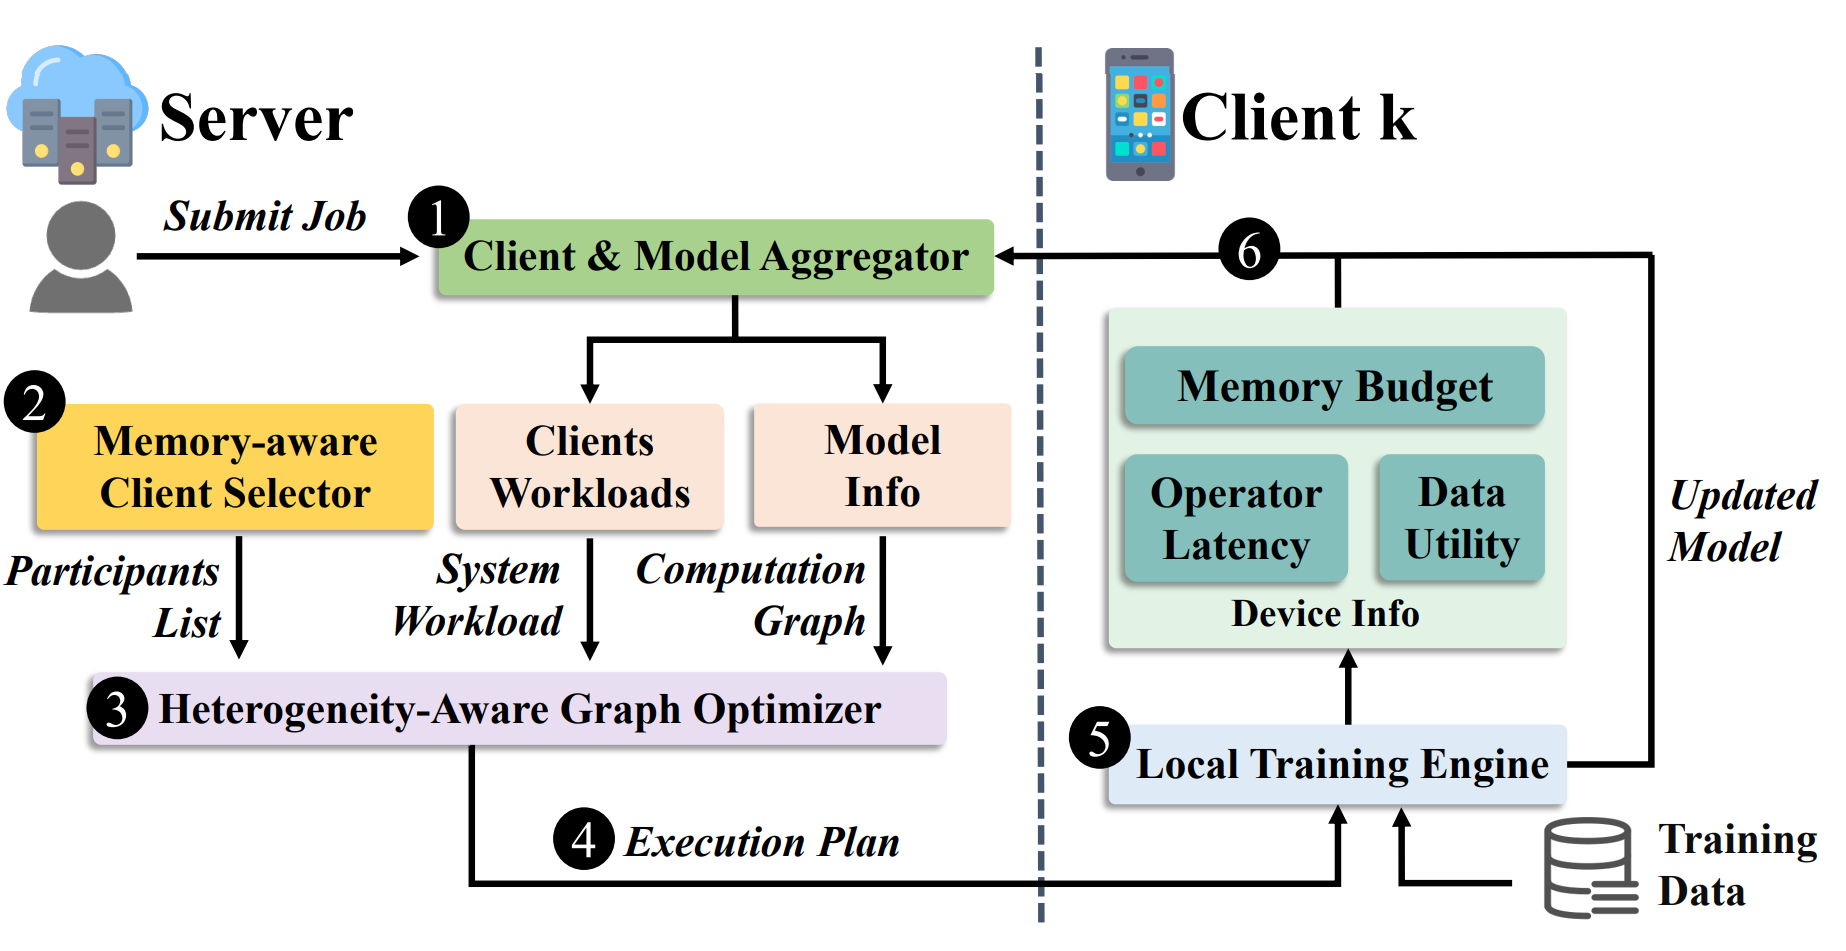 Server
Client k
Submit Job
1
Client & Model Aggregator
6
2
Memory-aware
Client Selector
Clients
Workloads
Model
Info
Memory Budget
Operator
Latency
Data
Utility
Device Info
Updated
Model
Participants
List
System
Workload
Computation
Graph
3
Heterogeneity-Aware Graph Optimizer
5
Local Training Engine
4
Execution Plan
Training
Data